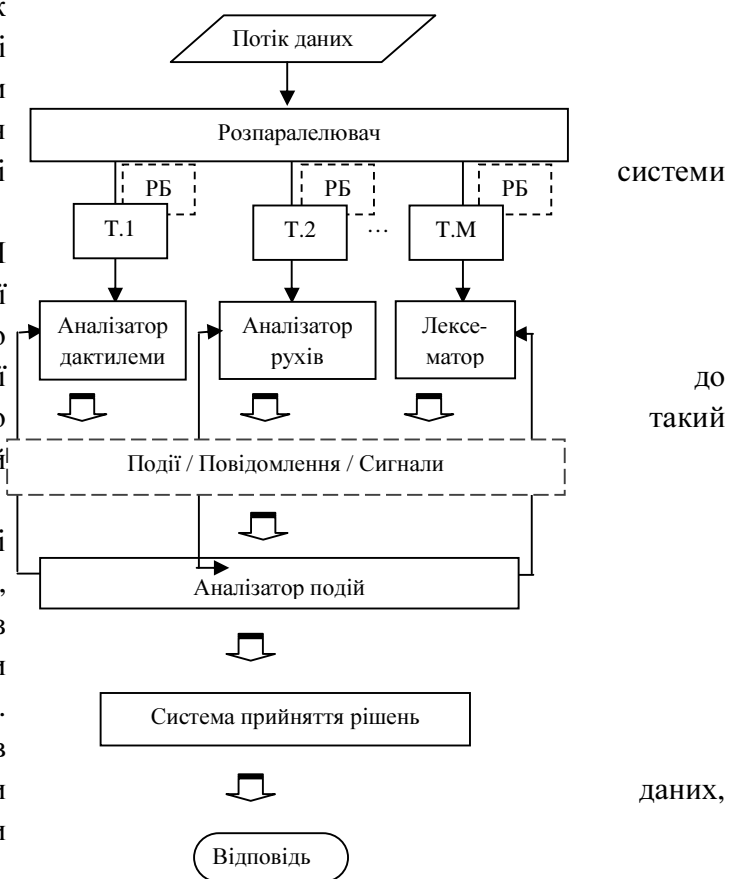 Потік даних
Розпаралелювач
і системи
РБ РБ РБ
Т.1 Т.2 … Т.М
Аналізатор дактилеми
Аналізатор рухів
Лексе-
матор
до
такий
Події / Повідомлення / Сигнали
Аналізатор подій
Система прийняття рішень
даних,
Відповідь